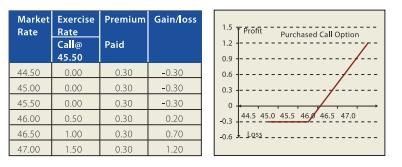 Market Exercise Premium Gain/loss
Rate Rate
Call@ Paid
45.50
44.50 0.00 0.30 -0.30
45.00 0.00 0.30 -0.30
45.50 0.00 0.30 -0.30
46.00 0.50 0.30 0.20
46.50 1.00 0.30 0.70
47.00 1.50 0.30 1.20
1.5
Profit
Purchased Call Option
1.2
0.9
0.6
0.3
0
44.5 45.0 45.5 46.0 46.5 47.0
-0.3
-0.6
Loss